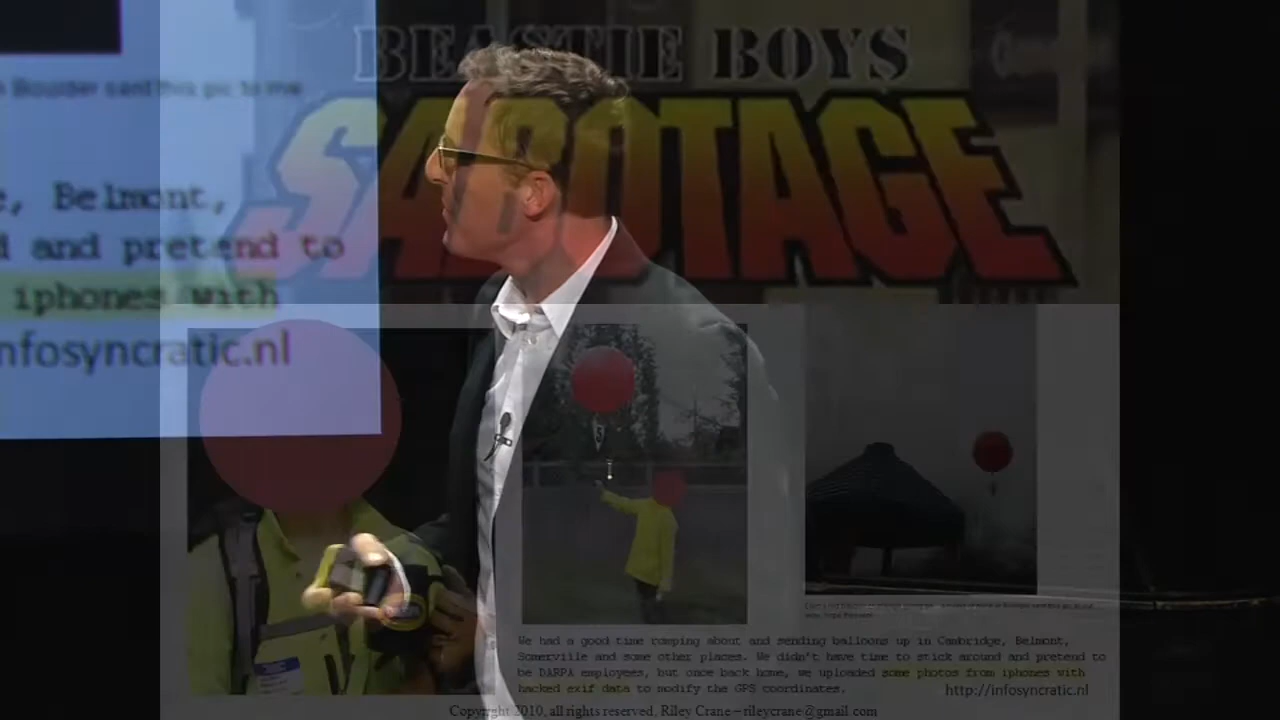 BEASTIE BOYS
SABOTAGE
Boulder sent this pic to me
Belmont,
and pretend to
iphones with
nfosyncratic.nl
5
We had a good time romping about and sending balloons up in Cambridge, Belmont,
Somerville and some other places. We didn't have time to stick around and pretend to
be DARPA employees, but once back home, we uploaded some photos from iphones with
hacked exif data to modify the GPS coordinates.
http://infosyncratic.nl
Copyright 2010, all rights reserved, Riley Crane—rileycrane@gmail.com